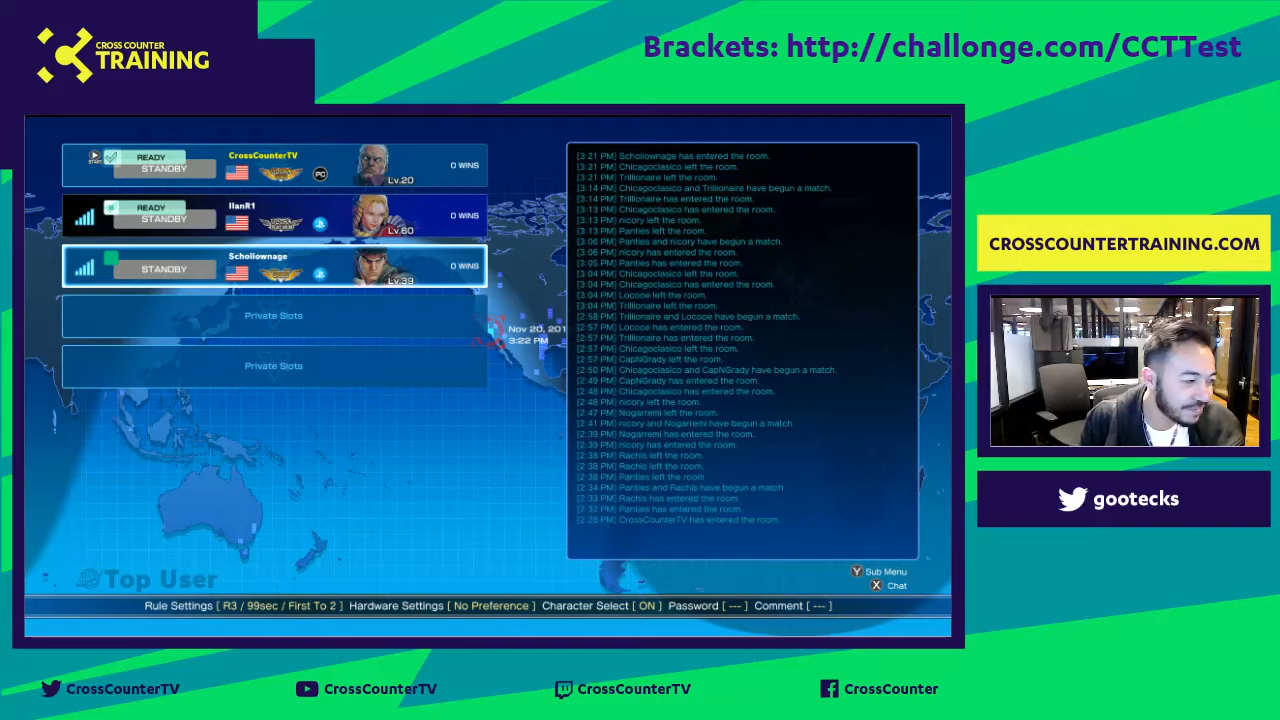 CROSS COUNTER
TRAINING
Brackets: http://challonge.com/CCTTest
START
READY
STANDBY
CrossCounterTV
PC
Lv.20
0 WINS
READY
STANDBY
IlanR1
Lv.60
0 WINS
STANDBY
Scholiownage
Lv.39
0 WINS
Private Slots
Private Slots
Nov 20, 201
3:22 PM
[3:21 PM] Scholiownage has entered the room.
[3:21 PM] Chicagoclasico left the room.
[3:21 PM] Trillionaire left the room.
[3:14 PM] Chicagoclasico and Trillionaire have begun a match.
[3:14 PM] Trillionaire has entered the room.
[3:13 PM] Chicagoclasico has entered the room.
[3:13 PM] nicory left the room.
[3:13 PM] Panties left the room.
[3:06 PM] Panties and nicory have begun a match.
[3:06 PM] nicory has entered the room.
[3:05 PM] Panties has entered the room.
[3:04 PM] Chicagoclasico left the room.
[3:04 PM] Chicagoclasico has entered the room.
[3:04 PM] Lococe left the room.
[3:04 PM] Trillionaire left the room.
[2:58 PM] Trillionaire and Lococe have begun a match.
[2:57 PM] Lococe has entered the room.
[2:57 PM] Trillionaire has entered the room.
[2:57 PM] Chicagoclasico left the room.
[2:57 PM] CapNGrady left the room.
[2:50 PM] Chicagoclasico and CapNGrady have begun a match.
[2:49 PM] CapNGrady has entered the room.
[2:48 PM] Chicagoclasico has entered the room.
[2:48 PM] nicory left the room.
[2:47 PM] Nogarremi left the room.
[2:41 PM] nicory and Nogarremi have begun a match.
[2:39 PM] Nogarremi has entered the room.
[2:39 PM] nicory has entered the room.
[2:38 PM] Rachis left the room.
[2:38 PM] Rachis left the room.
[2:38 PM] Panties left the room
[2:34 PM] Panties and Rachis have begun a match.
[2:33 PM] Rachis has entered the room.
[2:32 PM] Panties has entered the room.
[2:28 PM] CrossCounterTV has entered the room.
Top User
Y Sub Menu
X Chat
Rule Settings [ R3 / 99sec / First To 2 ] Hardware Settings [ No Preference ] Character Select [ ON ] Password [ --- ] Comment [ --- ]
CROSSCOUNTERTRAINING.COM
gootecks
CrossCounterTV
CrossCounterTV
CrossCounterTV
CrossCounter